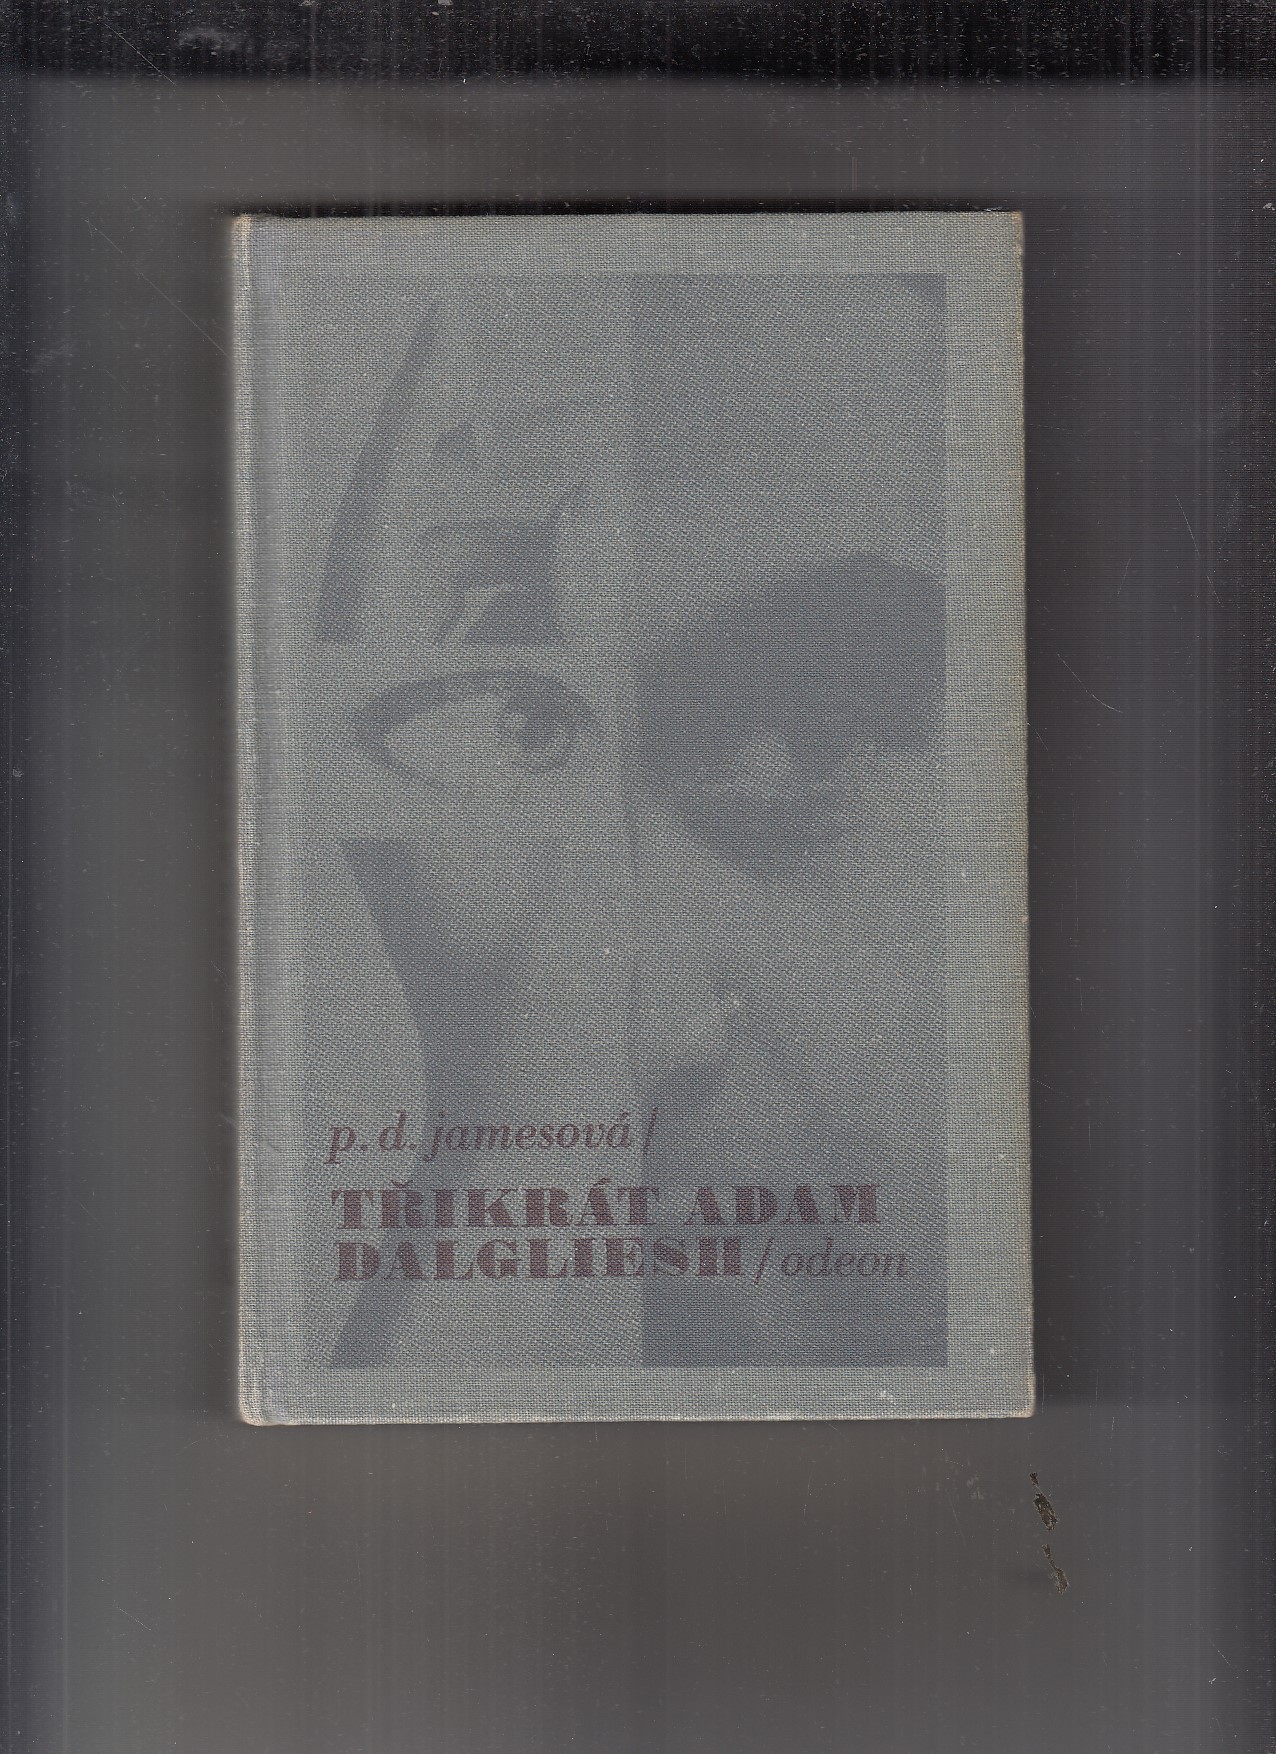 p. d. jamesová /
TŘIKRÁT ADAM
DALGLIESH / odeon